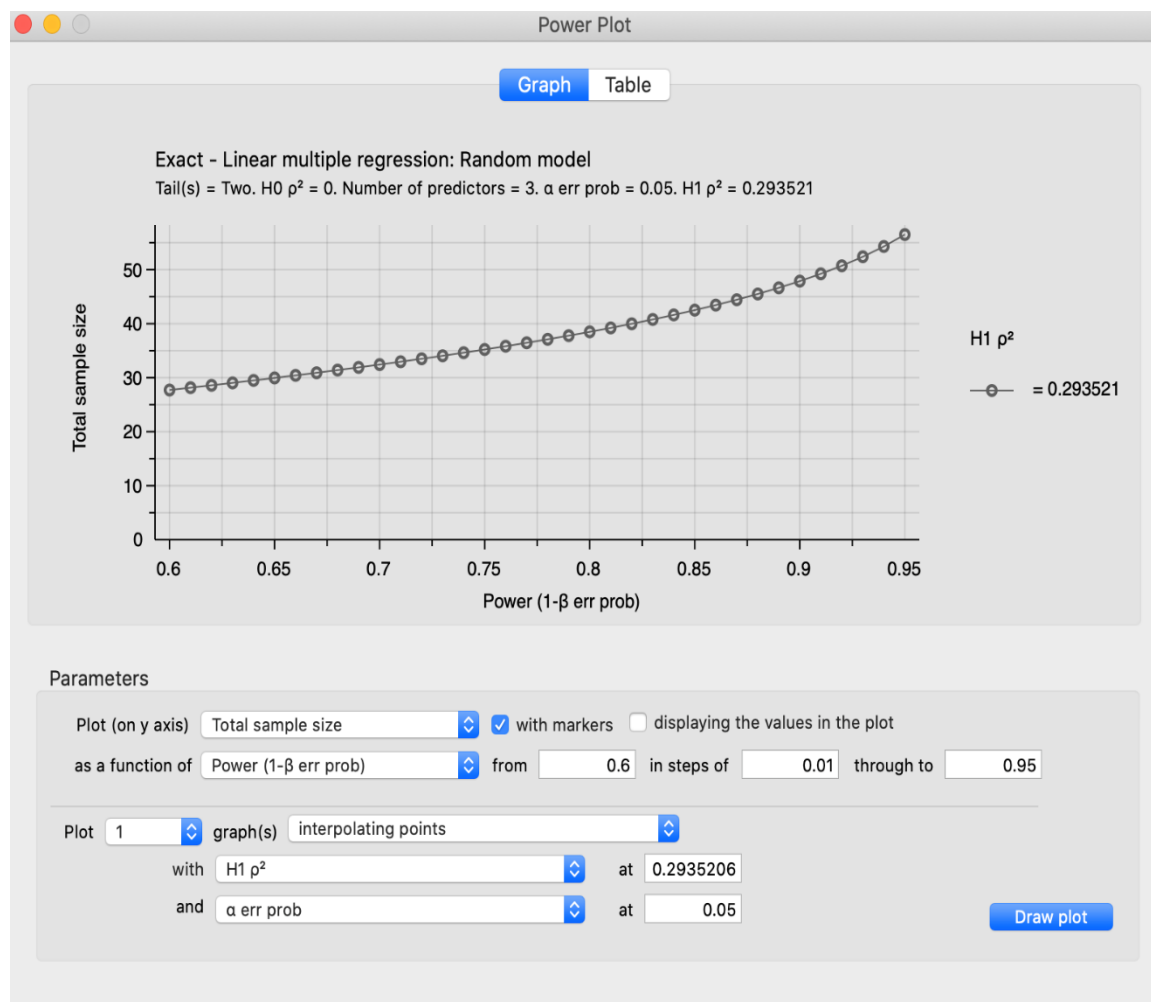 Power Plot
Graph Table
Exact - Linear multiple regression: Random model
Tail(s) = Two. H0 ρ² = 0. Number of predictors = 3. α err prob = 0.05. H1 ρ² = 0.293521
50
40
30
20
10
0
Total sample size
0.6 0.65 0.7 0.75 0.8 0.85 0.9 0.95
Power (1-β err prob)
H1 ρ²
= 0.293521
Parameters
Plot (on y axis) Total sample size with markers displaying the values in the plot
as a function of Power (1-β err prob) from 0.6 in steps of 0.01 through to 0.95
Plot 1 graph(s) interpolating points
with H1 ρ² at 0.2935206
and α err prob at 0.05
Draw plot